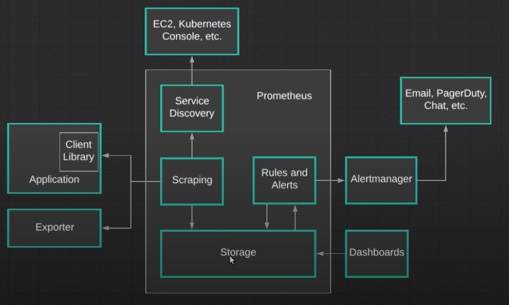 EC2, Kubernetes
Console, etc.
Prometheus
Service
Discovery
Email, PagerDuty,
Chat, etc.
Client
Library
Application
Scraping
Rules and
Alerts
Alertmanager
Exporter
Storage
Dashboards